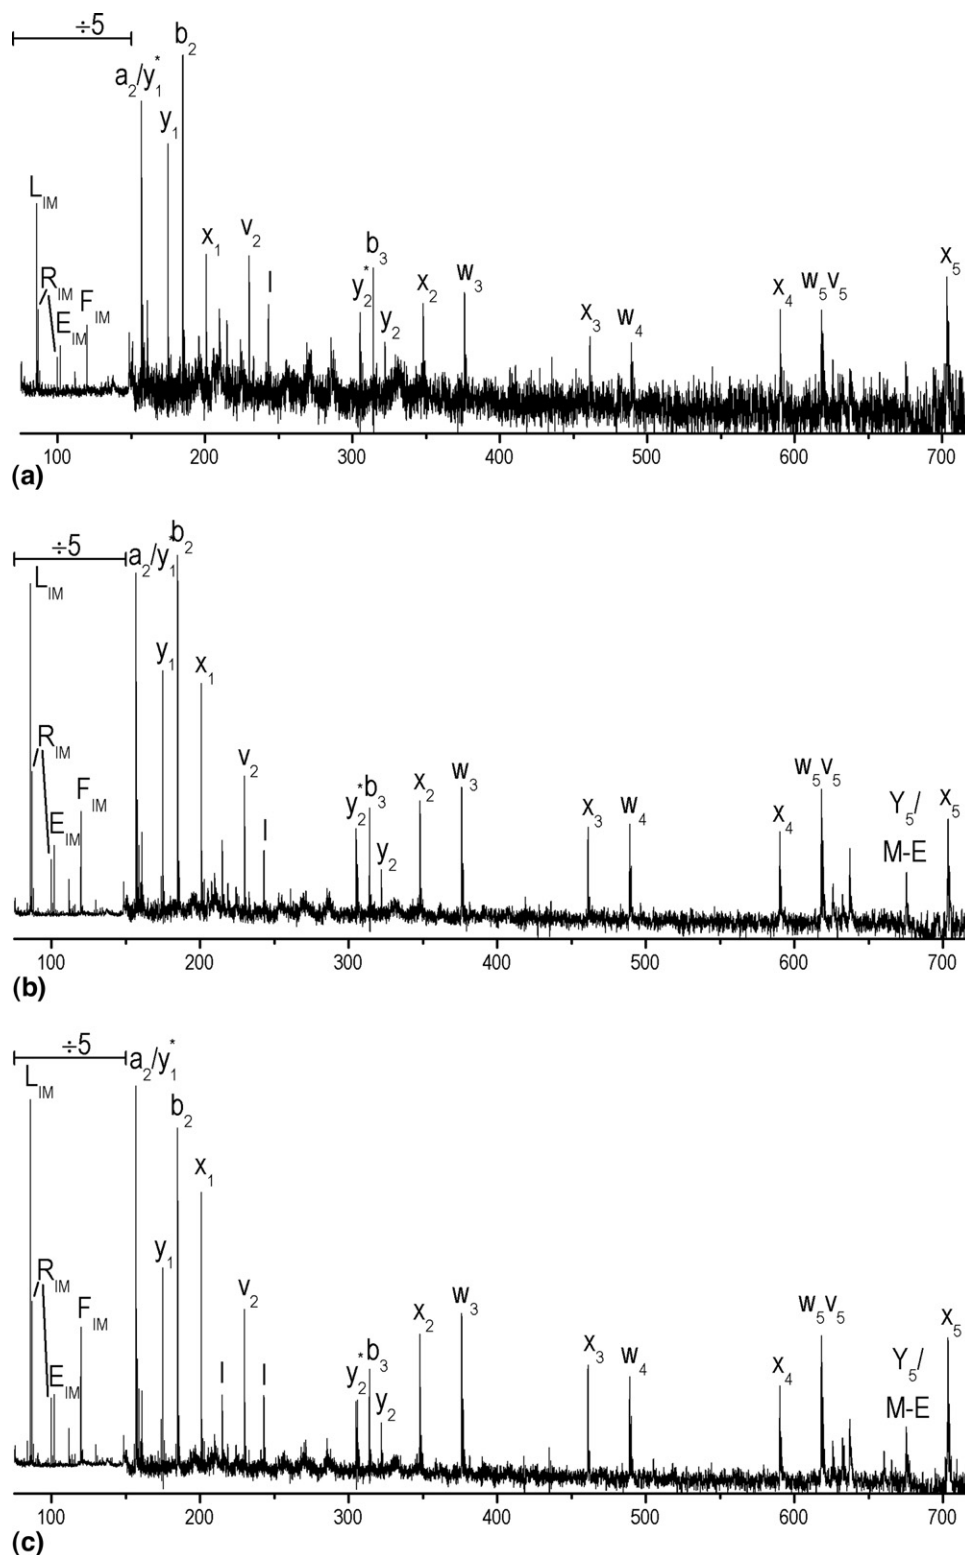 ÷5
b2
a2/y1*
y1
LIM
RIM
EIM
FIM
x1
v2
I
y2*
b3
y2
x2
w3
x3
w4
x4
w5 v5
x5
100 200 300 400 500 600 700
(a)
÷5
a2/y1*
b2
LIM
y1
x1
RIM
EIM
FIM
v2
I
y2*
b3
y2
x2
w3
x3
w4
x4
w5 v5
Y5/
M-E
x5
100 200 300 400 500 600 700
(b)
÷5
a2/y1*
LIM
b2
x1
y1
RIM
EIM
FIM
I
v2
I
y2*
b3
y2
x2
w3
x3
w4
x4
w5 v5
Y5/
M-E
x5
100 200 300 400 500 600 700
(c)